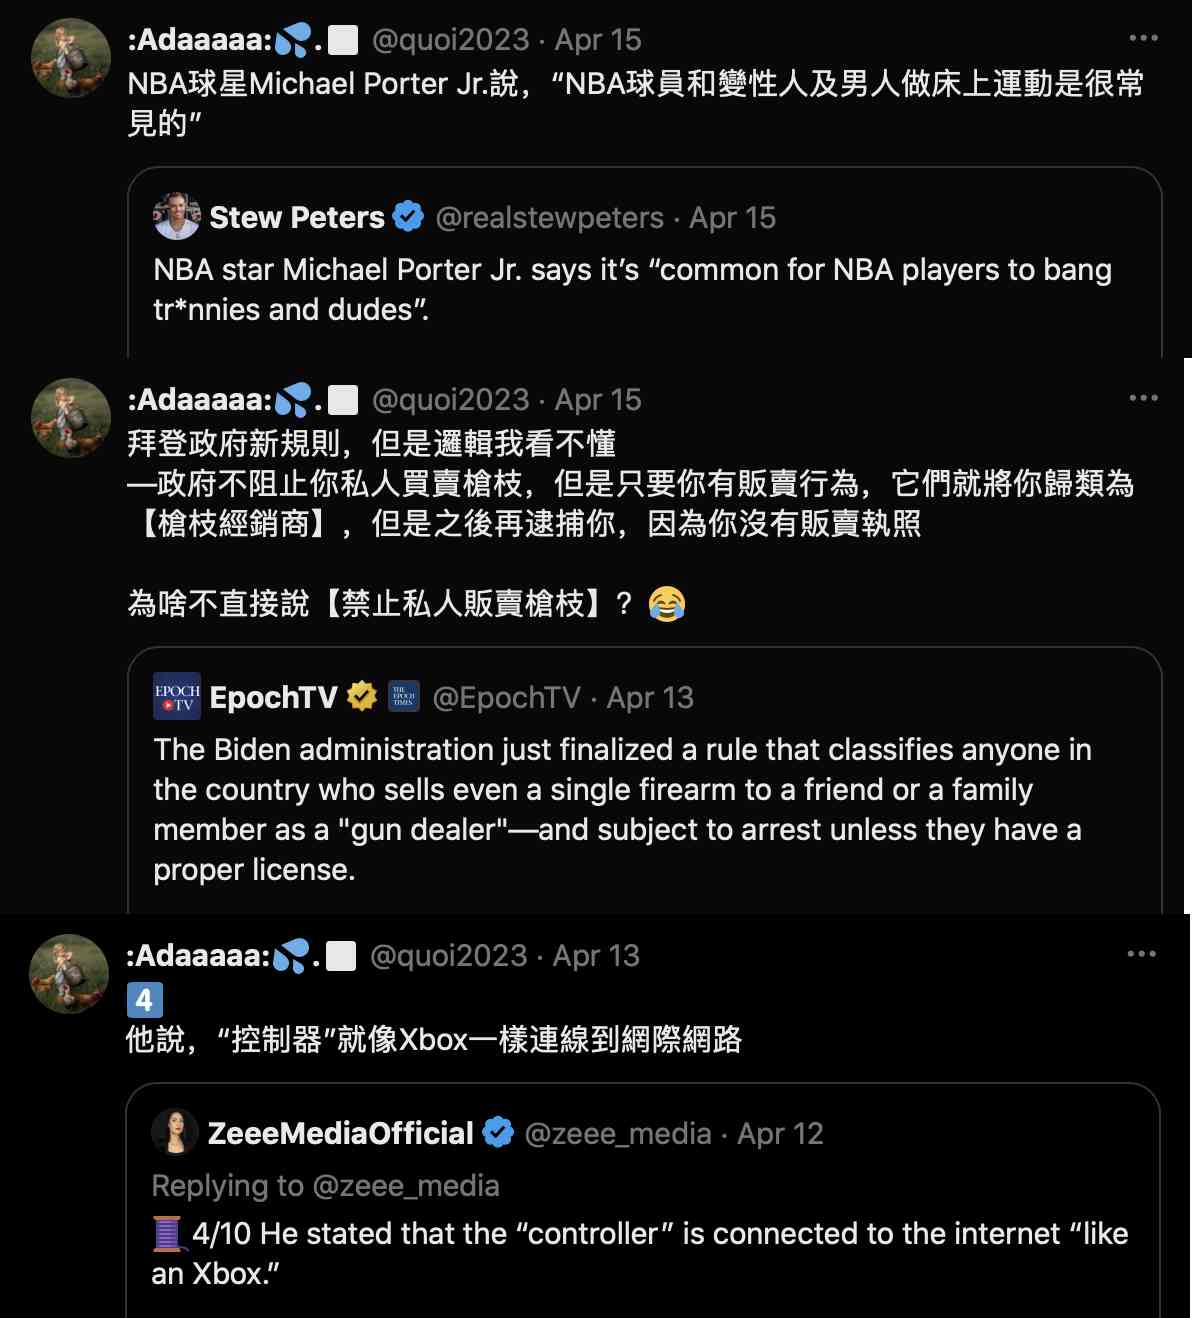 :Adaaaaa:💦.⬜ @quoi2023 · Apr 15
NBA球星Michael Porter Jr.說，“NBA球員和變性人及男人做床上運動是很常
見的”
Stew Peters @realstewpeters · Apr 15
NBA star Michael Porter Jr. says it’s “common for NBA players to bang
tr*nnies and dudes”.
:Adaaaaa:💦.⬜ @quoi2023 · Apr 15
拜登政府新規則，但是邏輯我看不懂
—政府不阻止你私人買賣槍枝，但是只要你有販賣行為，它們就將你歸類為
【槍枝經銷商】，但是之後再逮捕你，因為你沒有販賣執照
為啥不直接說【禁止私人販賣槍枝】？😂
EPOCH
TV
EpochTV THE EPOCH TIMES @EpochTV · Apr 13
The Biden administration just finalized a rule that classifies anyone in
the country who sells even a single firearm to a friend or a family
member as a "gun dealer"—and subject to arrest unless they have a
proper license.
:Adaaaaa:💦.⬜ @quoi2023 · Apr 13
4️⃣
他說，“控制器”就像Xbox一樣連線到網際網路
ZeeeMediaOfficial @zeee_media · Apr 12
Replying to @zeee_media
🧵 4/10 He stated that the “controller” is connected to the internet “like
an Xbox.”